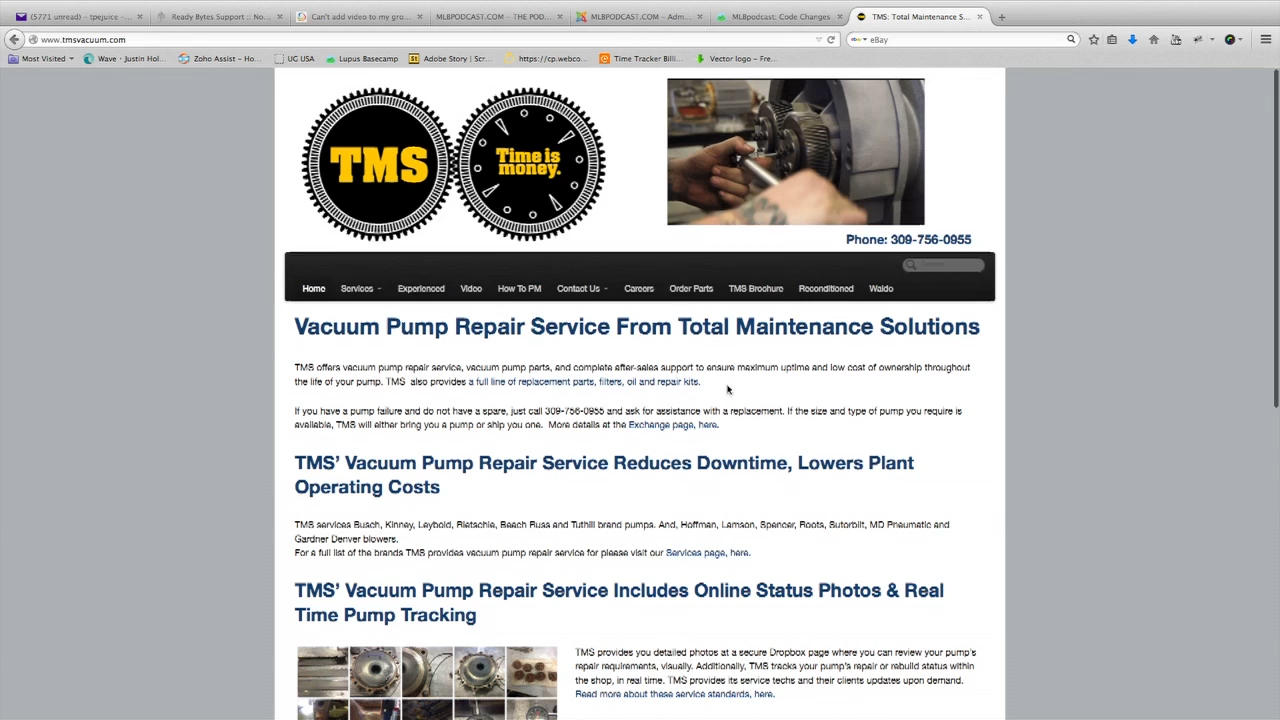 (5771 unread) - tpejuice - ...
Ready Bytes Support :: No...
Can't add video to my gro...
MLBPODCAST.COM - THE POD...
MLBPODCAST.COM - Adm...
MLBpodcast: Code Changes
TMS: Total Maintenance S...
www.tmsvacuum.com
eBay
Most Visited
Wave · Justin Hol...
Zoho Assist - Ho...
UG USA
Lupus Basecamp
Adobe Story | Scr...
https://cp.webco...
Time Tracker Billi...
Vector logo - Fre...
TMS
Time is
money.
Phone: 309-756-0955
Home Services Experienced Video How To PM Contact Us Careers Order Parts TMS Brochure Reconditioned Waldo
Vacuum Pump Repair Service From Total Maintenance Solutions
TMS offers vacuum pump repair service, vacuum pump parts, and complete after-sales support to ensure maximum uptime and low cost of ownership throughout
the life of your pump. TMS also provides a full line of replacement parts, filters, oil and repair kits.
If you have a pump failure and do not have a spare, just call 309-756-0955 and ask for assistance with a replacement. If the size and type of pump you require is
available, TMS will either bring you a pump or ship you one. More details at the Exchange page, here.
TMS' Vacuum Pump Repair Service Reduces Downtime, Lowers Plant
Operating Costs
TMS services Busch, Kinney, Leybold, Rietschle, Beach Russ and Tuthill brand pumps. And, Hoffman, Lamson, Spencer, Roots, Sutorbilt, MD Pneumatic and
Gardner Denver blowers.
For a full list of the brands TMS provides vacuum pump repair service for please visit our Services page, here.
TMS' Vacuum Pump Repair Service Includes Online Status Photos & Real
Time Pump Tracking
TMS provides you detailed photos at a secure Dropbox page where you can review your pump's
repair requirements, visually. Additionally, TMS tracks your pump's repair or rebuild status within
the shop, in real time. TMS provides its service techs and their clients updates upon demand.
Read more about these service standards, here.